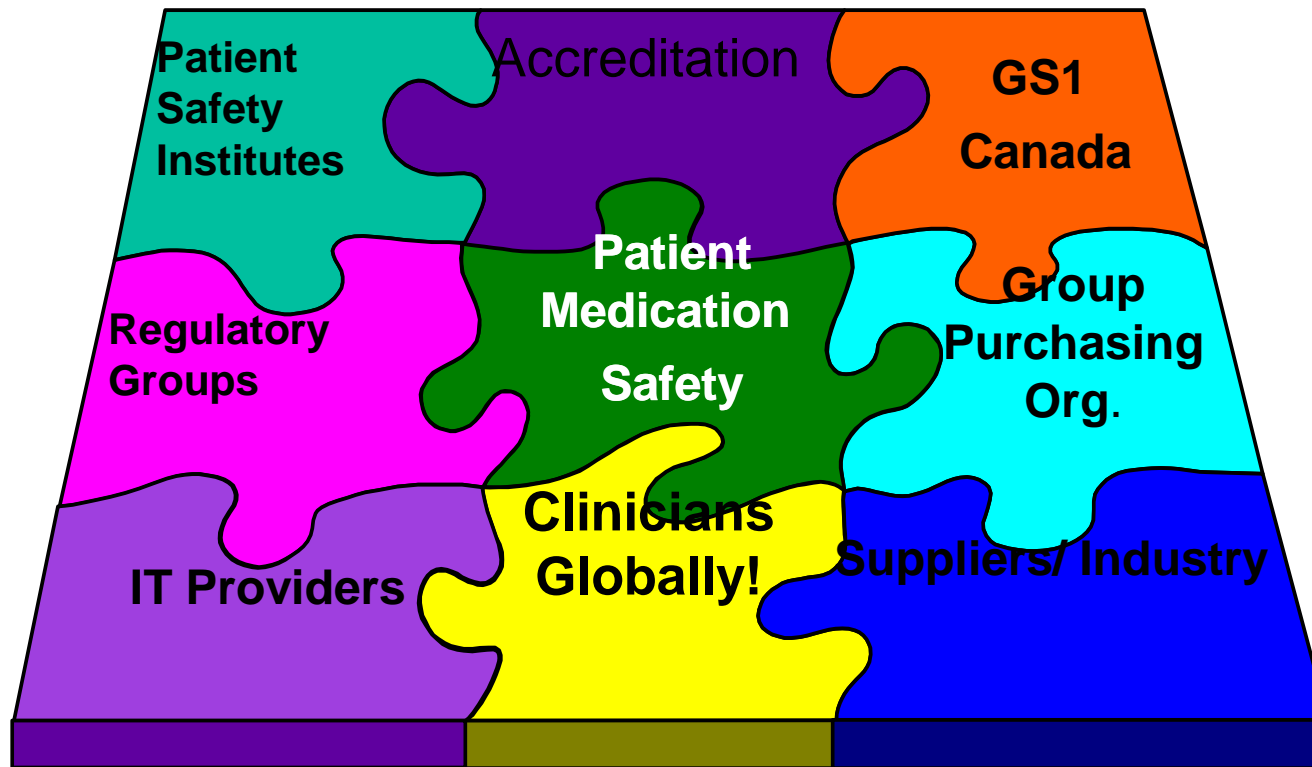 Patient
Safety
Institutes
Accreditation
GS1
Canada
Regulatory
Groups
Patient
Medication
Safety
Group
Purchasing
Org.
IT Providers
Clinicians
Globally!
Suppliers/ Industry